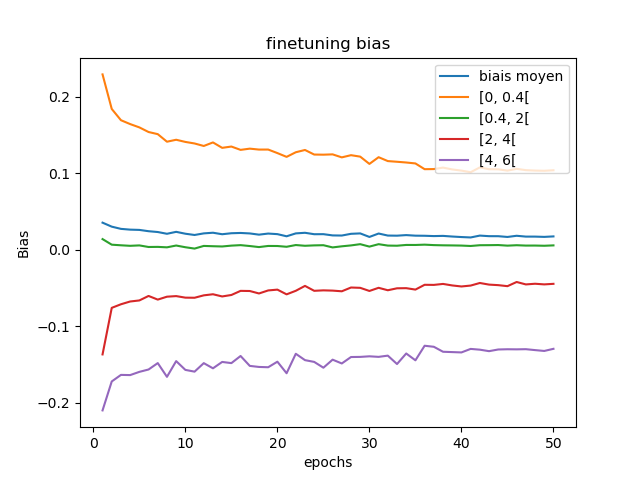 finetuning bias
biais moyen
[0, 0.4[
[0.4, 2[
[2, 4[
[4, 6[
Bias
0.2
0.1
0.0
−0.1
−0.2
0 10 20 30 40 50
epochs